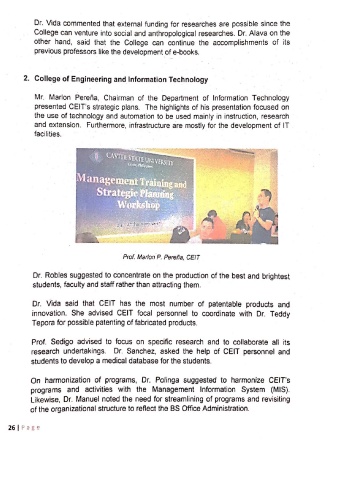 Dr. Vida commented that external funding for researches are possible since the
College can venture into social and anthropological researches. Dr. Alava on the
other hand, said that the College can continue the accomplishments of its
previous professors like the development of e-books.
2. College of Engineering and Information Technology
Mr. Marlon Pereña, Chairman of the Department of Information Technology
presented CEIT's strategic plans. The highlights of his presentation focused on
the use of technology and automation to be used mainly in instruction, research
and extension. Furthermore, infrastructure are mostly for the development of IT
facilities.
CAVITE STATE UNIVERSITY
Management Training and
Strategic Planning
Workshop
Prof. Marlon P. Pereña, CEIT
Dr. Robles suggested to concentrate on the production of the best and brightest
students, faculty and staff rather than attracting them.
Dr. Vida said that CEIT has the most number of patentable products and
innovation. She advised CEIT focal personnel to coordinate with Dr. Teddy
Tepora for possible patenting of fabricated products.
Prof. Sedigo advised to focus on specific research and to collaborate all its
research undertakings. Dr. Sanchez, asked the help of CEIT personnel and
students to develop a medical database for the students.
On harmonization of programs, Dr. Polinga suggested to harmonize CEIT's
programs and activities with the Management Information System (MIS).
Likewise, Dr. Manuel noted the need for streamlining of programs and revisiting
of the organizational structure to reflect the BS Office Administration.
26 | Page